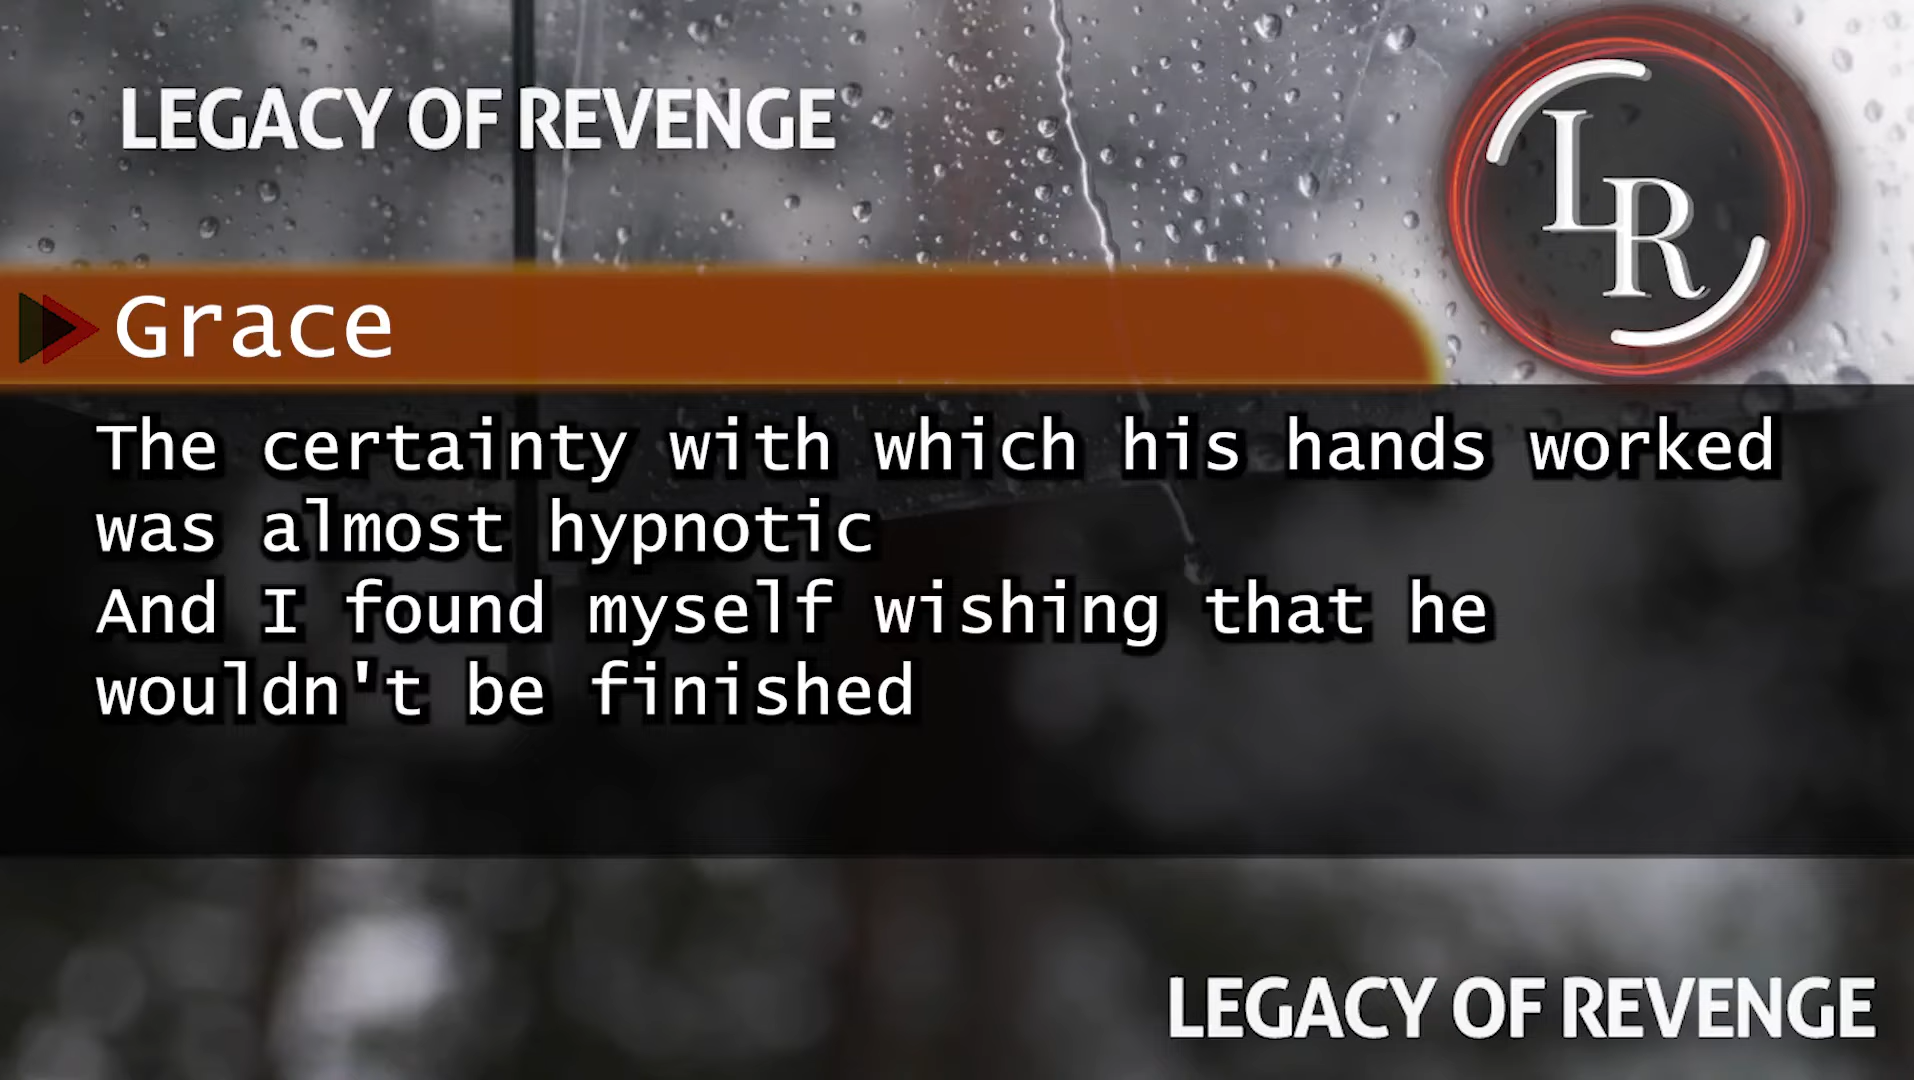 LEGACY OF REVENGE
LR
Grace
The certainty with which his hands worked
was almost hypnotic
And I found myself wishing that he
wouldn't be finished
LEGACY OF REVENGE